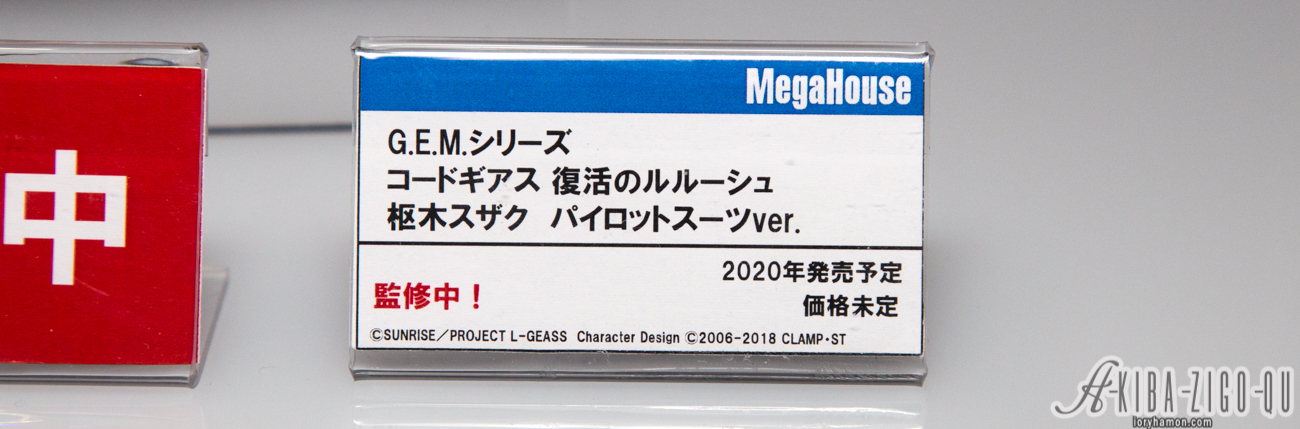 中
MegaHouse
G.E.M.シリーズ
コードギアス 復活のルルーシュ
枢木スザク パイロットスーツver.
2020年発売予定
監修中！
価格未定
©SUNRISE／PROJECT L-GEASS Character Design ©2006-2018 CLAMP・ST
A-KIBA-ZIGO-QU
loryhamon.com